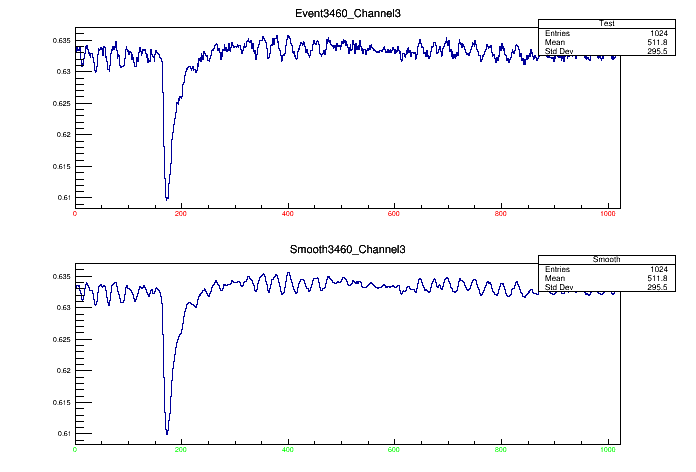 Event3460_Channel3
Test
Entries 1024
Mean 511.8
Std Dev 295.5
0.635
0.63
0.625
0.62
0.615
0.61
0 200 400 600 800 1000
Smooth3460_Channel3
Smooth
Entries 1024
Mean 511.8
Std Dev 295.5
0.635
0.63
0.625
0.62
0.615
0.61
0 200 400 600 800 1000